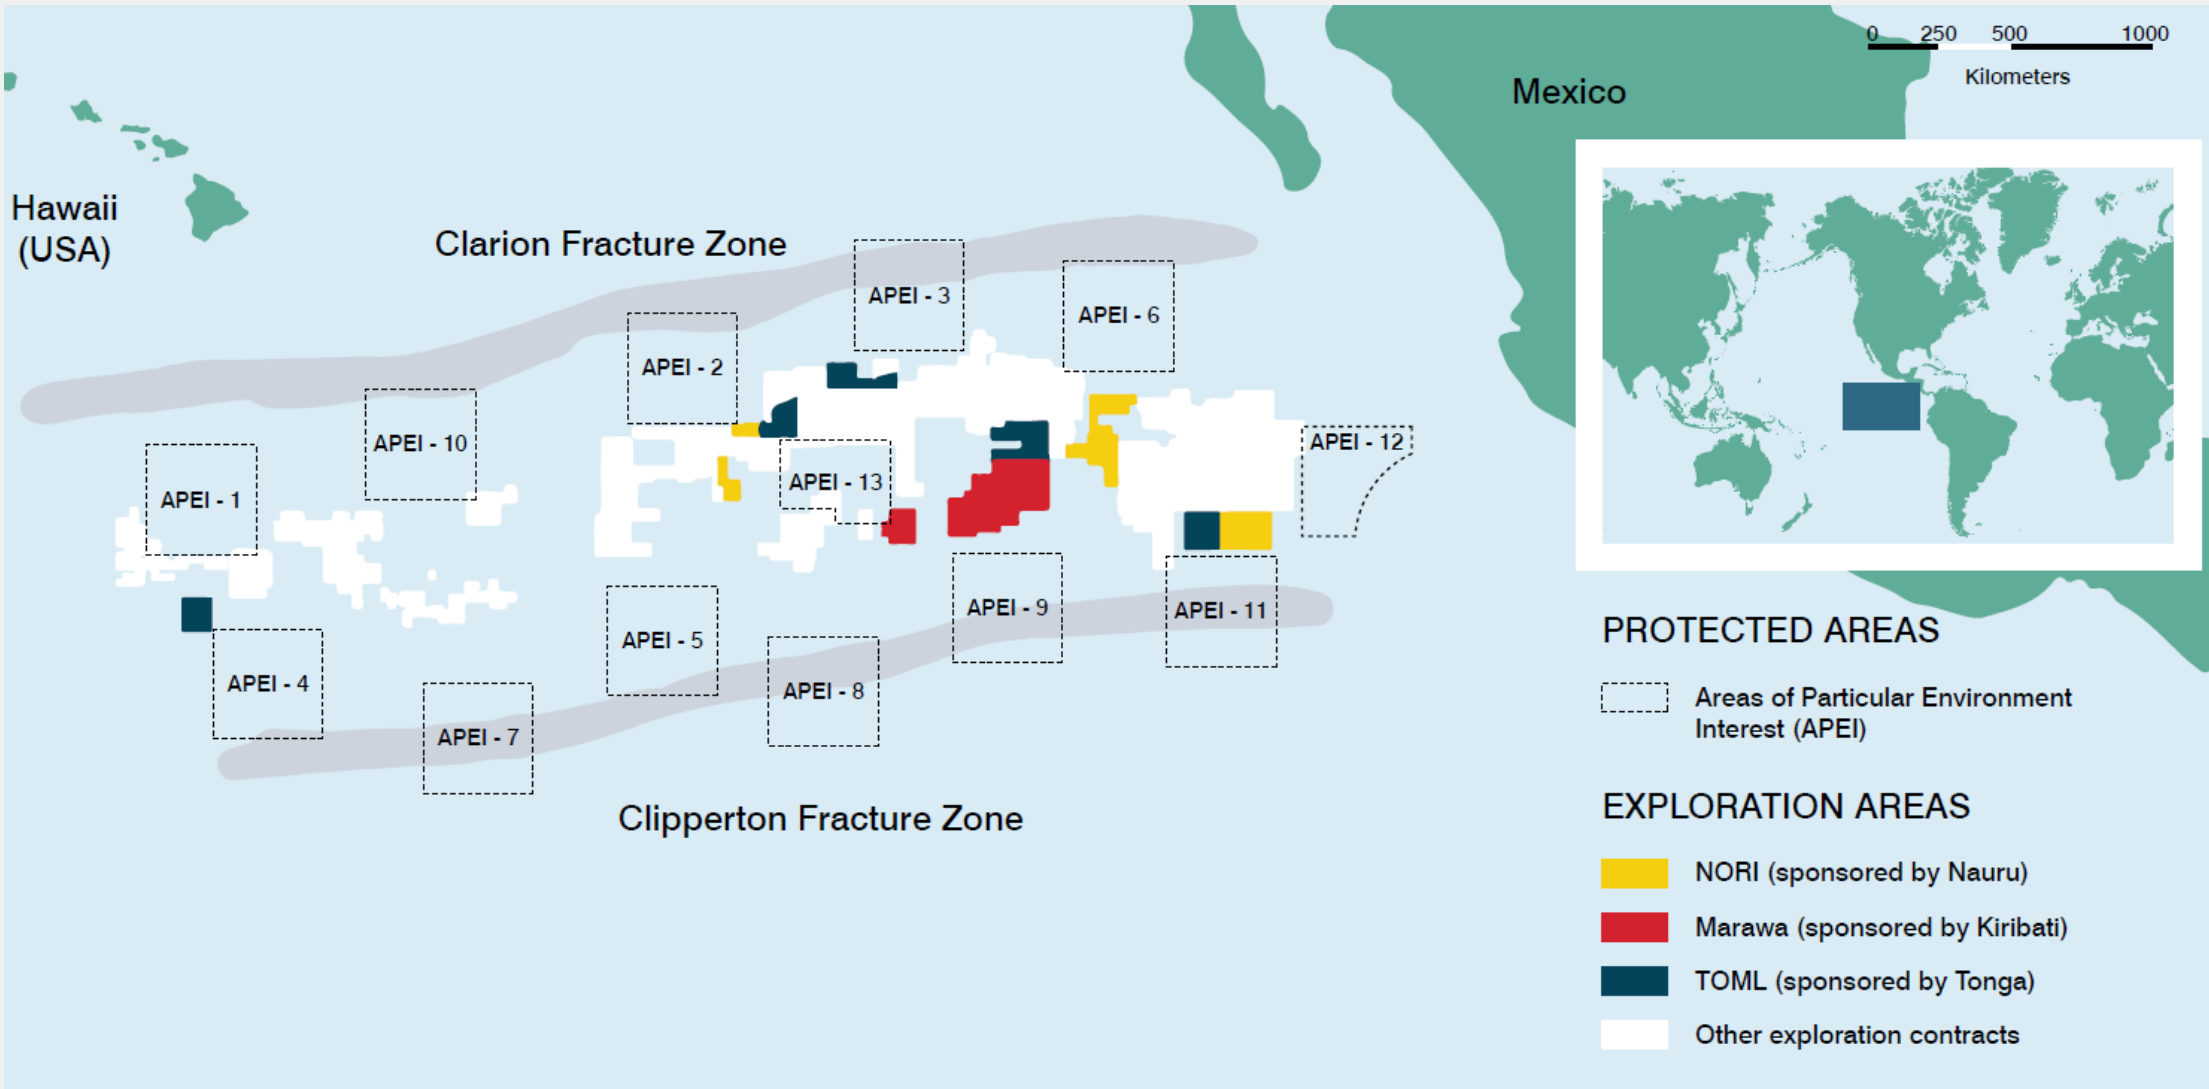 0 250 500 1000
Kilometers
Mexico
Hawaii
(USA)
Clarion Fracture Zone
APEI - 3
APEI - 6
APEI - 2
APEI - 10
APEI - 12
APEI - 13
APEI - 1
APEI - 9
APEI - 11
APEI - 5
APEI - 4
APEI - 8
APEI - 7
Clipperton Fracture Zone
PROTECTED AREAS
Areas of Particular Environment
Interest (APEI)
EXPLORATION AREAS
NORI (sponsored by Nauru)
Marawa (sponsored by Kiribati)
TOML (sponsored by Tonga)
Other exploration contracts